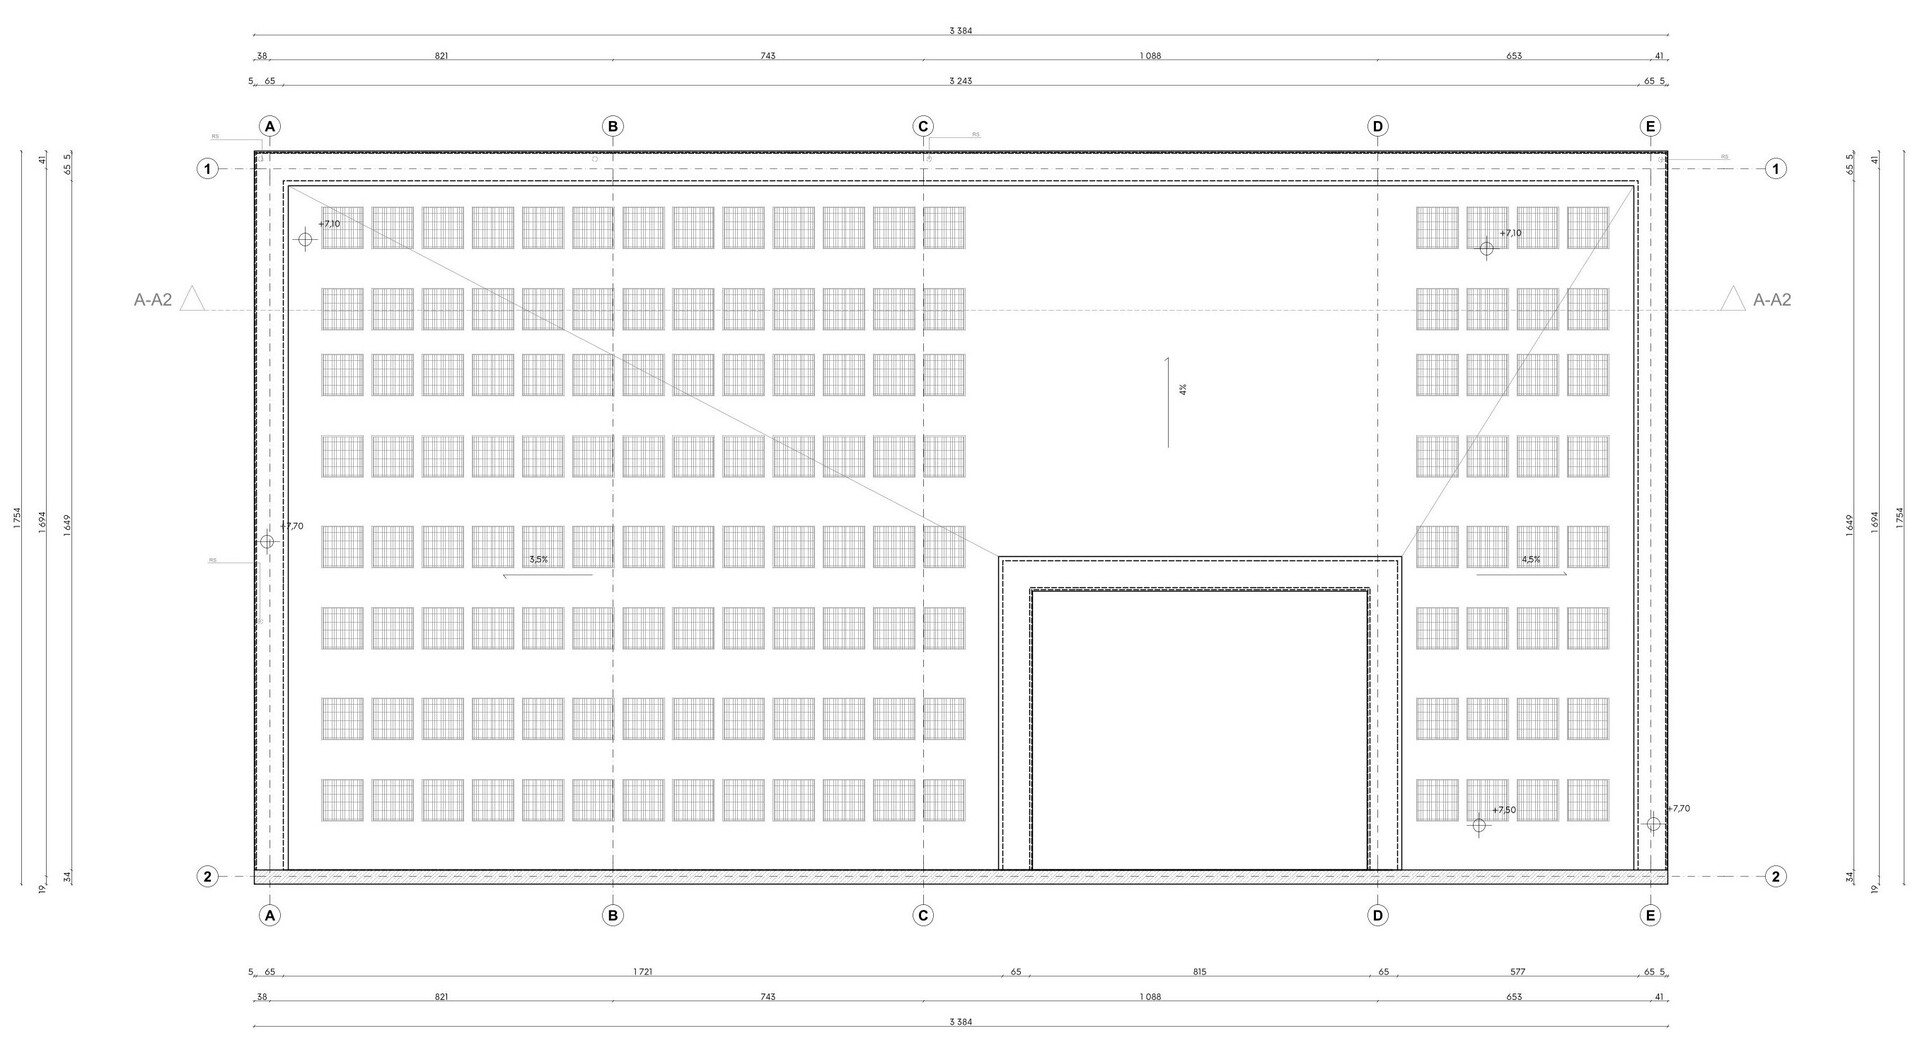 3 384
38 821 743 1 088 653 41
5 65 3 243 65 5
A B C D E
RS RS
41 65 5 65 5 41
RS
1 1
+7,10 +7,10
A-A2 A-A2
4%
1 754 1 694 1 649 1 649 1 694 1 754
+7,70
RS 3,5% 4,5%
+7,50 +7,70
2 2
19 34 34 19
A B C D E
5 65 1 721 65 815 65 577 65 5
38 821 743 1 088 653 41
3 384